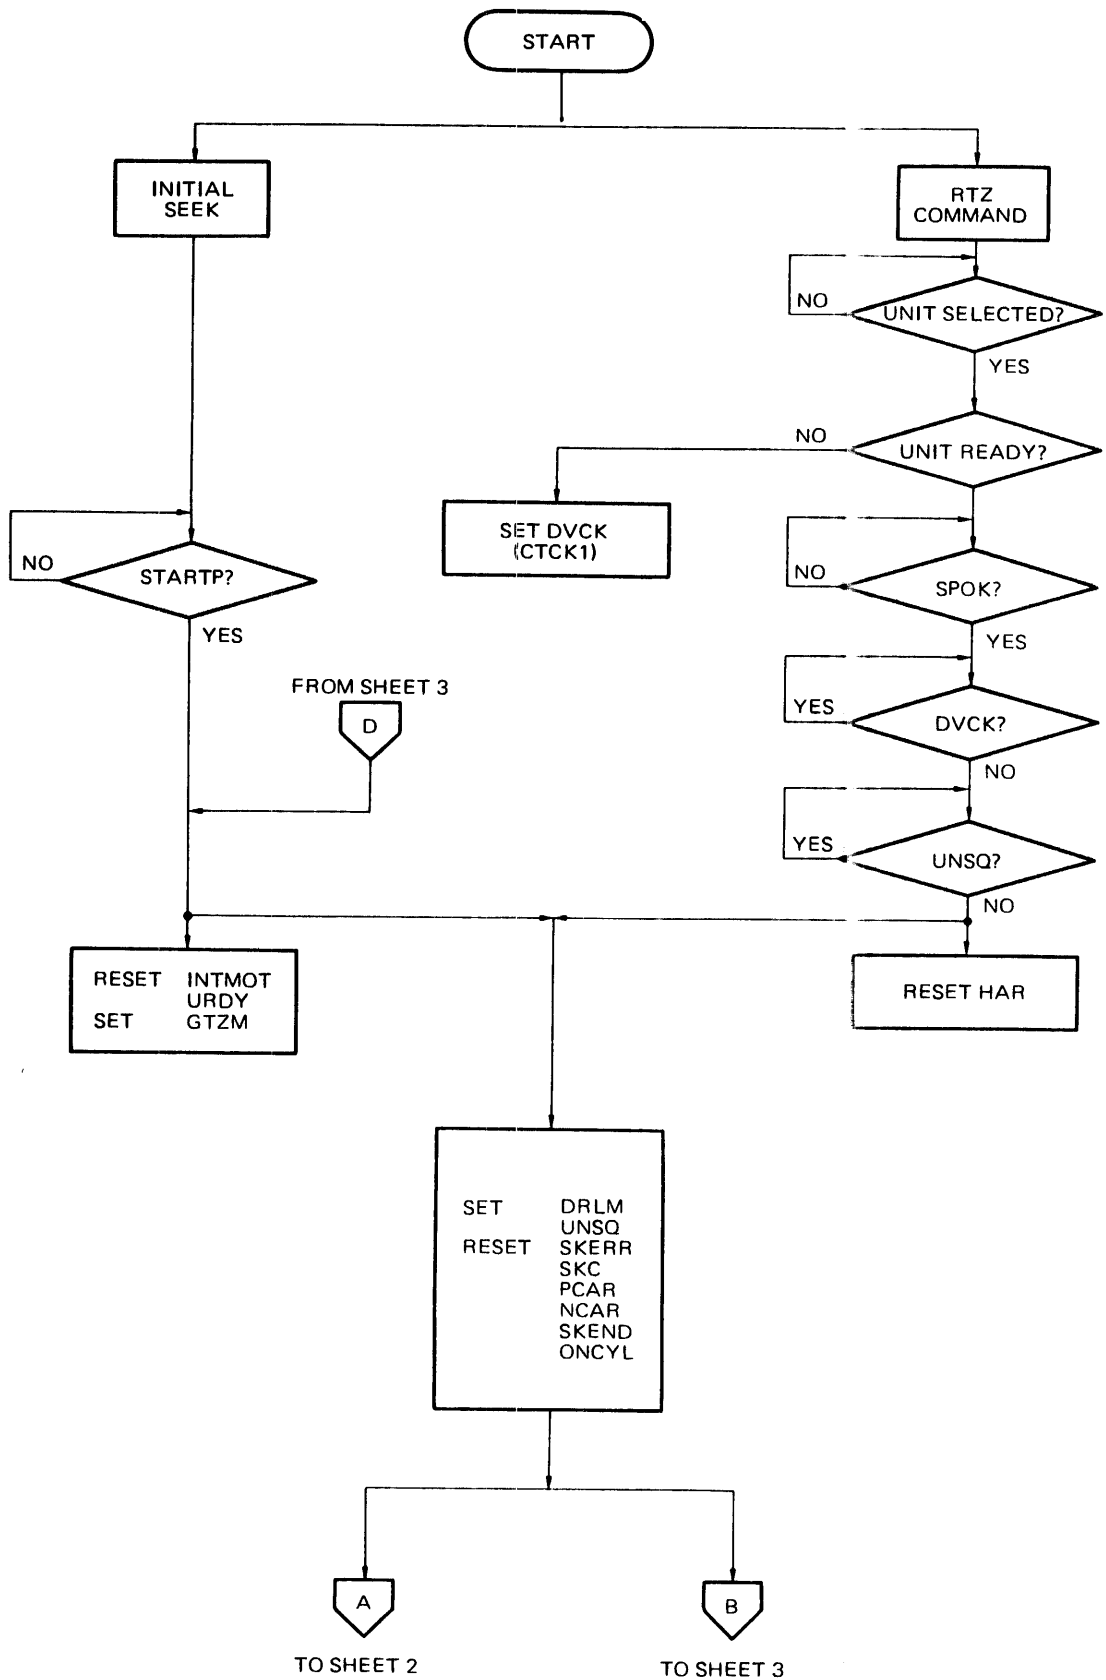 START
INITIAL
SEEK
RTZ
COMMAND
NO
UNIT SELECTED?
YES
NO
UNIT READY?
SET DVCK
(CTCK1)
NO
STARTP?
YES
NO
SPOK?
YES
FROM SHEET 3
D
YES
DVCK?
NO
YES
UNSQ?
NO
RESET INTMOT
URDY
SET GTZM
RESET HAR
SET DRLM
UNSQ
RESET SKERR
SKC
PCAR
NCAR
SKEND
ONCYL
A
B
TO SHEET 2
TO SHEET 3